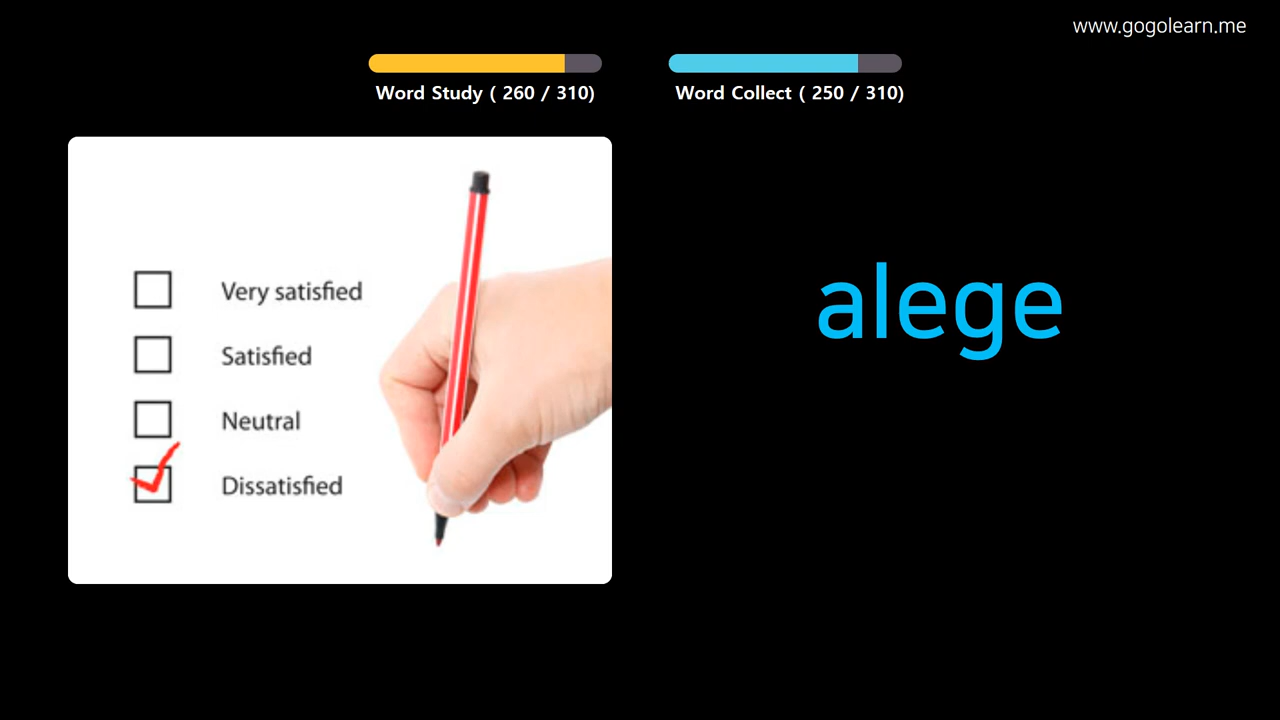 www.gogolearn.me
Word Study ( 260 / 310)
Word Collect ( 250 / 310)
Very satisfied
Satisfied
Neutral
Dissatisfied
alege